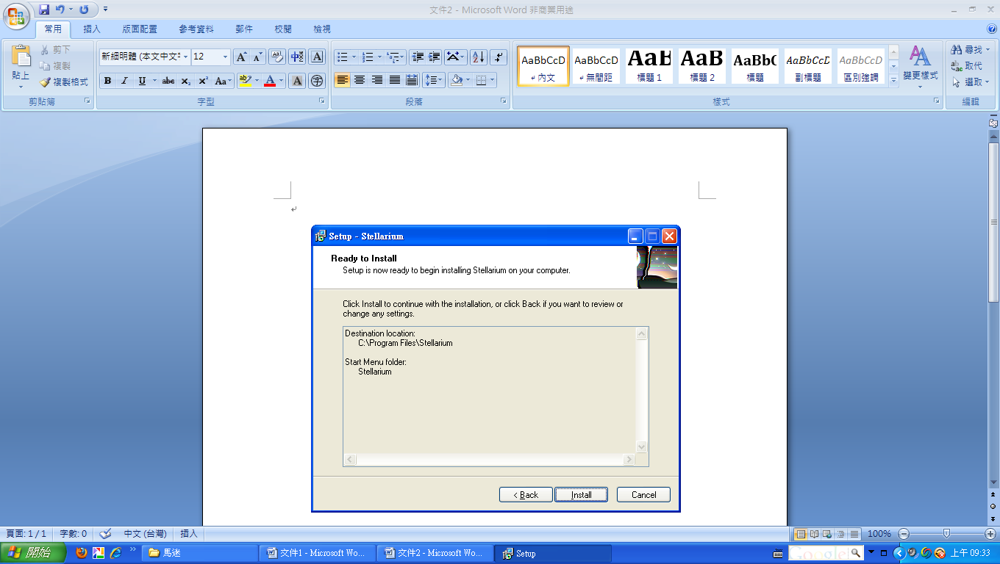 文件2 - Microsoft Word 非商業用途
常用 插入 版面配置 參考資料 郵件 校閱 檢視
貼上
剪下
複製
複製格式
剪貼簿
新細明體 (本文中文字 12
B I U abc x₂ x² Aa
字型
段落
AaBbCcD AaBbCcD AaB AaB AaBbC AaBbCcD AaBbCcD
內文 無間距 標題 1 標題 2 標題 副標題 區別強調
變更樣式
樣式
尋找
取代
選取
編輯
Setup - Stellarium
Ready to Install
Setup is now ready to begin installing Stellarium on your computer.
Click Install to continue with the installation, or click Back if you want to review or
change any settings.
Destination location:
C:\Program Files\Stellarium
Start Menu folder:
Stellarium
< Back Install Cancel
頁面: 1 / 1 字數: 0 中文 (台灣) 插入 100%
開始 馬迷 文件1 - Microsoft Wo... 文件2 - Microsoft Wo... Setup Google 上午 09:33